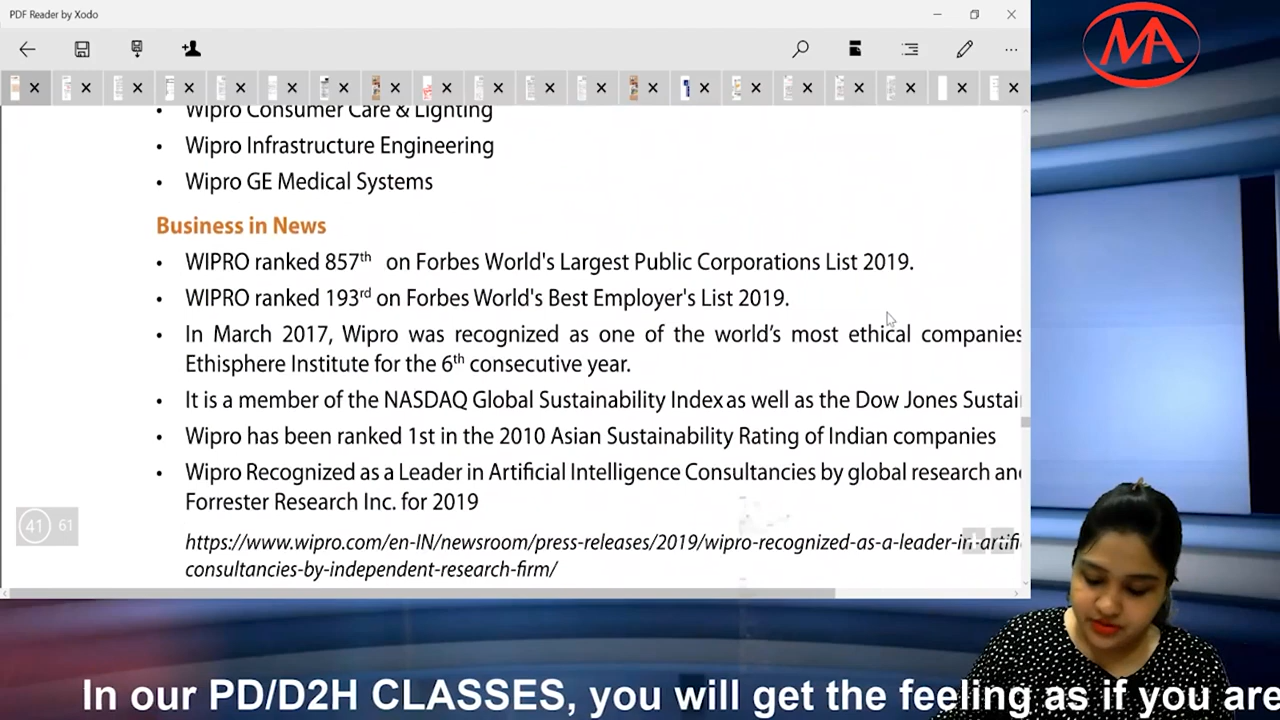 PDF Reader by Xodo
MA
Wipro Consumer Care & Lighting
• Wipro Infrastructure Engineering
• Wipro GE Medical Systems
Business in News
• WIPRO ranked 857th on Forbes World's Largest Public Corporations List 2019.
• WIPRO ranked 193rd on Forbes World's Best Employer's List 2019.
• In March 2017, Wipro was recognized as one of the world's most ethical companies
Ethisphere Institute for the 6th consecutive year.
• It is a member of the NASDAQ Global Sustainability Index as well as the Dow Jones Sustai
• Wipro has been ranked 1st in the 2010 Asian Sustainability Rating of Indian companies
• Wipro Recognized as a Leader in Artificial Intelligence Consultancies by global research an
Forrester Research Inc. for 2019
41 61
https://www.wipro.com/en-IN/newsroom/press-releases/2019/wipro-recognized-as-a-leader-in-artifi
consultancies-by-independent-research-firm/
In our PD/D2H CLASSES, you will get the feeling as if you are